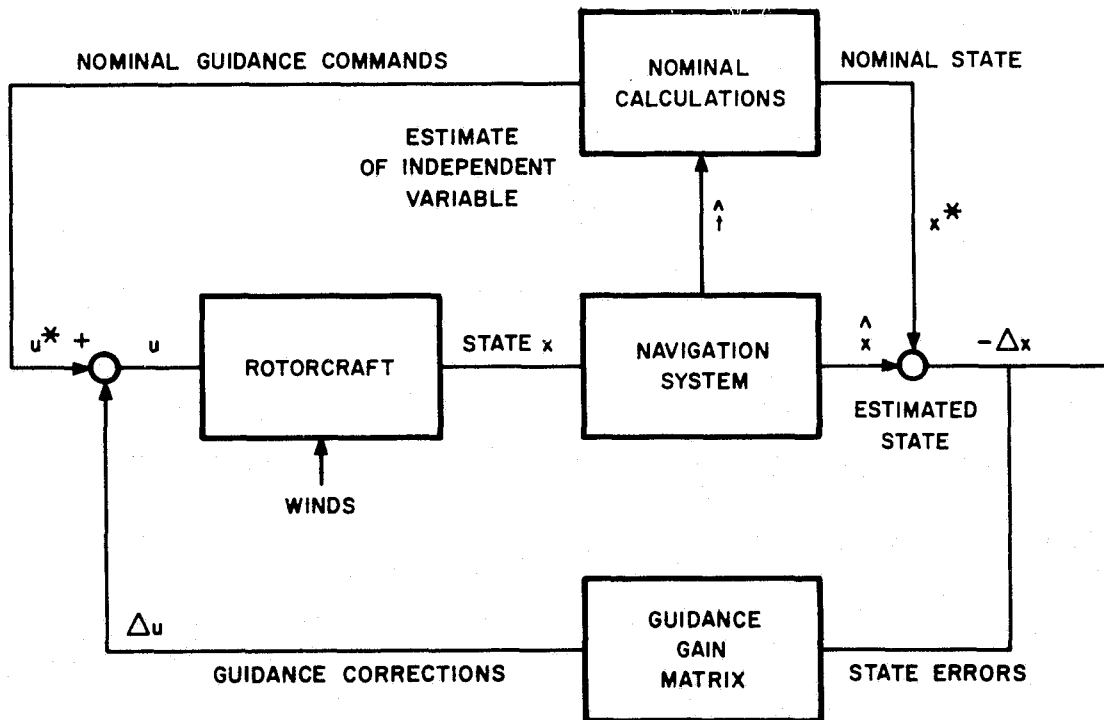 NOMINAL GUIDANCE COMMANDS
NOMINAL
CALCULATIONS
NOMINAL STATE
ESTIMATE
OF INDEPENDENT
VARIABLE
t̂
x*
u* +
u
ROTORCRAFT
STATE x
NAVIGATION
SYSTEM
x̂
-Δx
ESTIMATED
STATE
WINDS
Δu
GUIDANCE CORRECTIONS
GUIDANCE
GAIN
MATRIX
STATE ERRORS